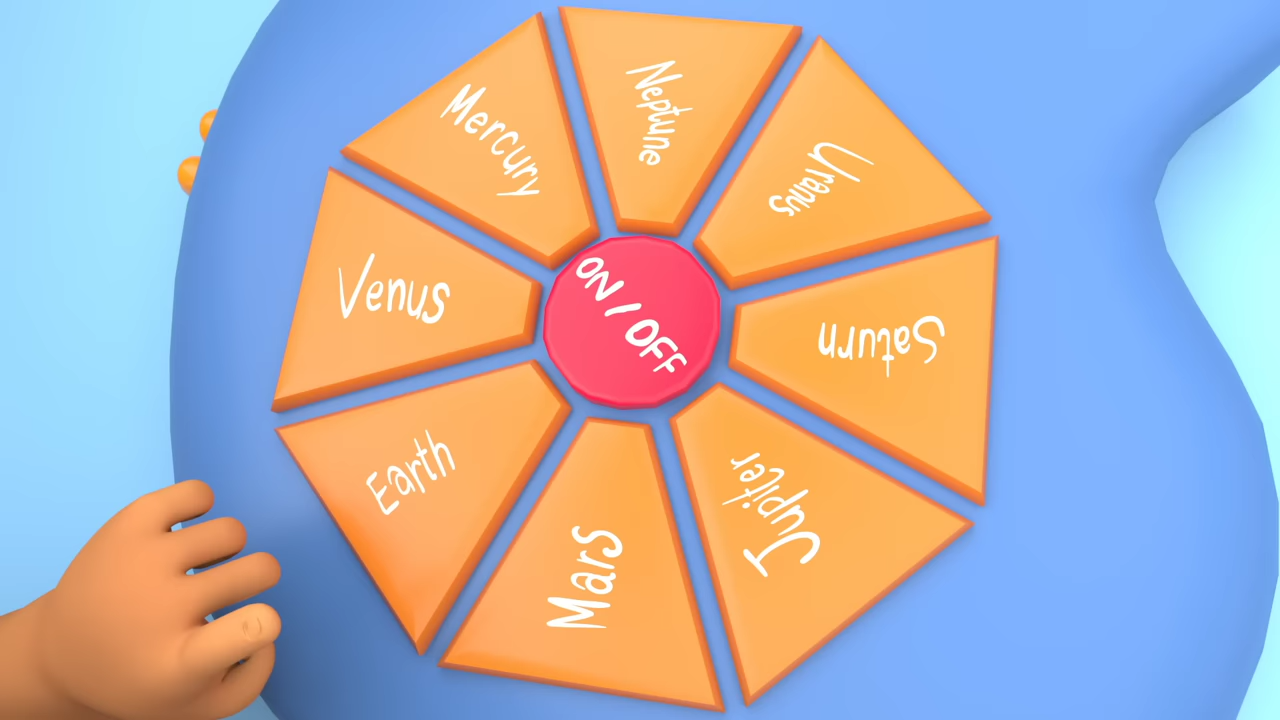 Neptune
Mercury
Uranus
Venus
ON / OFF
Saturn
Earth
Jupiter
Mars